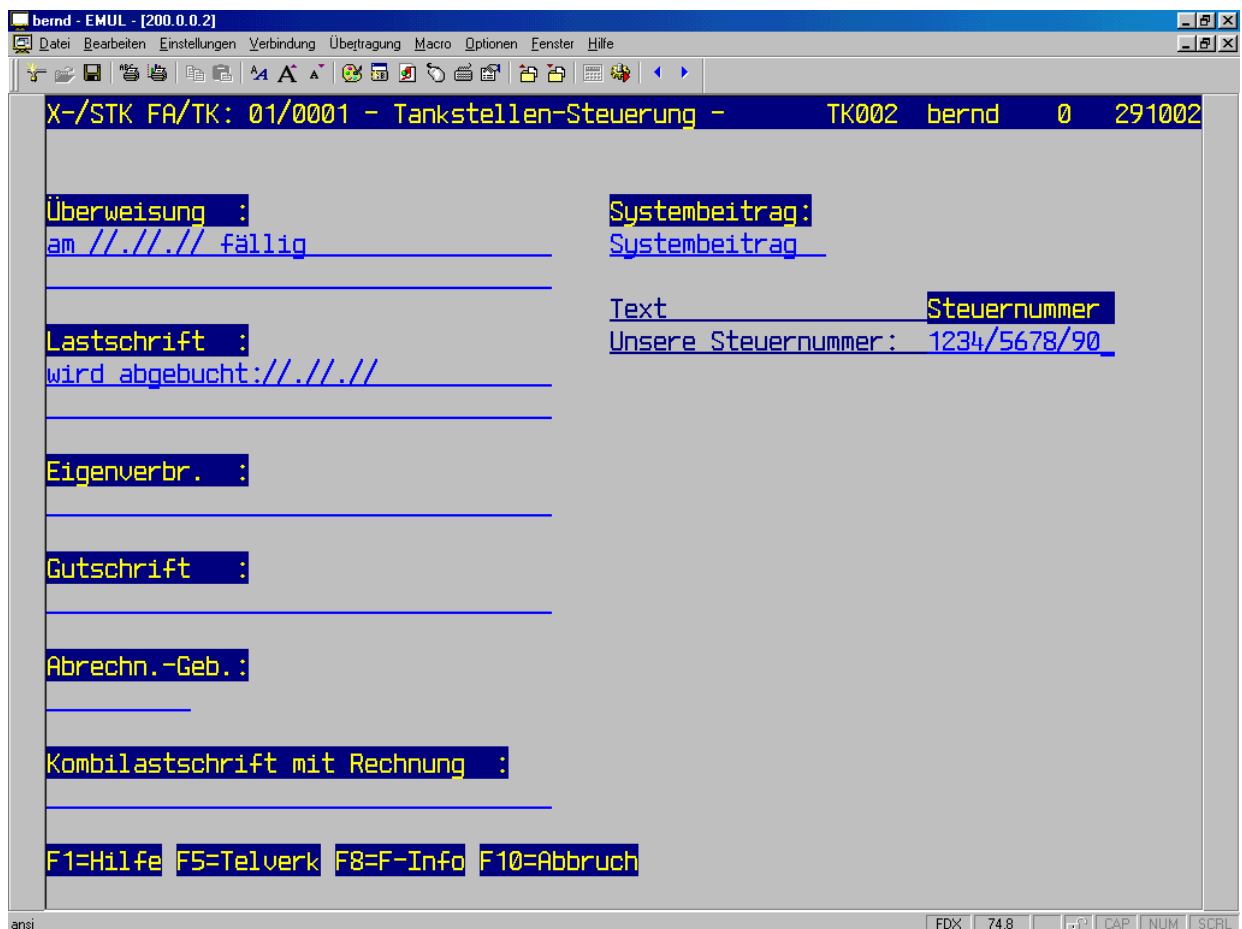 bernd - EMUL - [200.0.0.2]
Datei Bearbeiten Einstellungen Verbindung Übertragung Macro Optionen Fenster Hilfe
X-/STK FA/TK: 01/0001 - Tankstellen-Steuerung - TK002 bernd 0 291002
Überweisung : Systembeitrag:
am //.//.// fällig Systembeitrag
Text Steuernummer
Lastschrift : Unsere Steuernummer: 1234/5678/90_
wird abgebucht://.//.//
Eigenverbr. :
Gutschrift :
Abrechn.-Geb.:
Kombilastschrift mit Rechnung :
F1=Hilfe F5=Telverk F8=F-Info F10=Abbruch
ansi FDX 74.8 CAP NUM SCRL